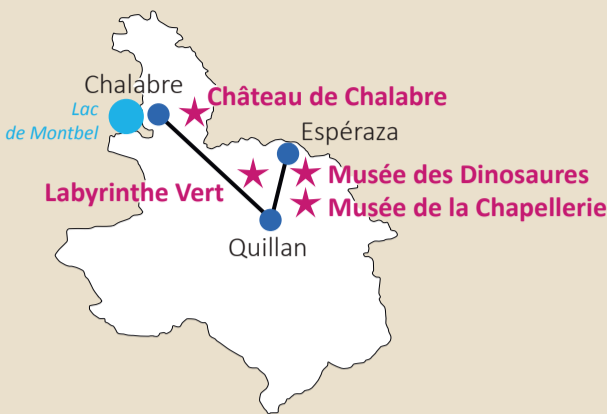 Chalabre
Château de Chalabre
Lac
de Montbel
Espéraza
Musée des Dinosaures
Labyrinthe Vert
Musée de la Chapellerie
Quillan